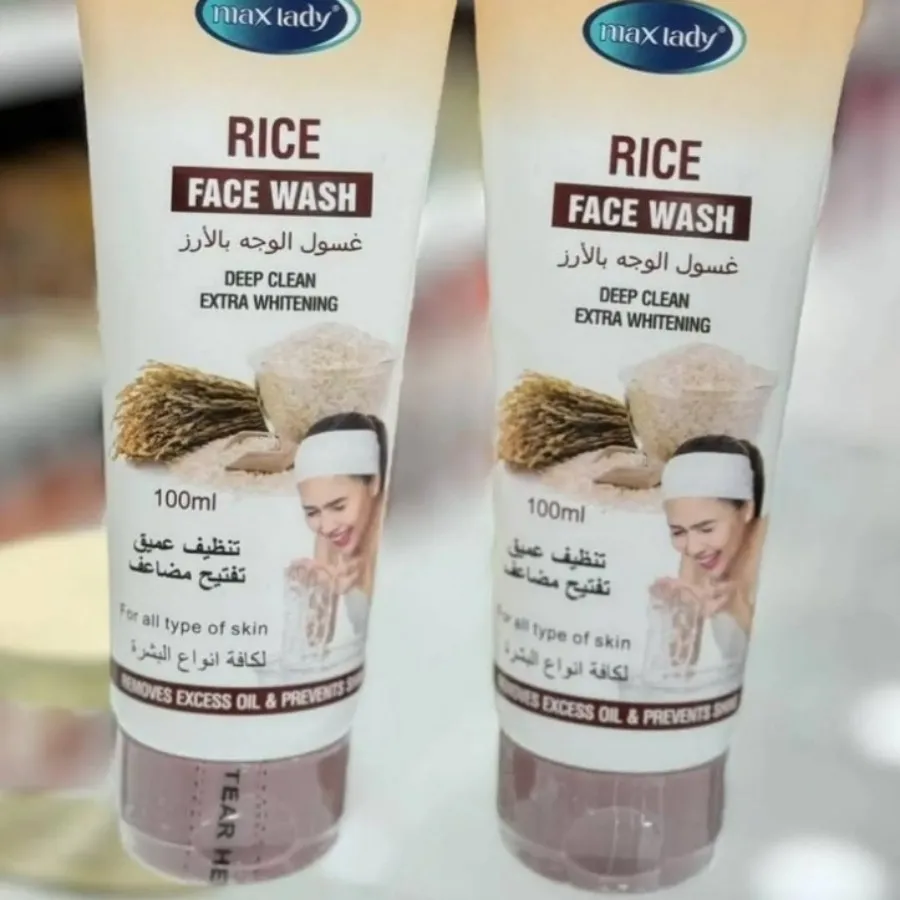 max lady®
RICE
FACE WASH
غسول الوجه بالأرز
DEEP CLEAN
EXTRA WHITENING
100ml
تنظيف عميق
تفتيح مضاعف
For all type of skin
لكافة انواع البشرة
REMOVES EXCESS OIL & PREVENTS
TEAR
max lady®
RICE
FACE WASH
غسول الوجه بالأرز
DEEP CLEAN
EXTRA WHITENING
100ml
تنظيف عميق
تفتيح مضاعف
For all type of skin
لكافة انواع البشرة
REMOVES EXCESS OIL & PREVENTS SHINE